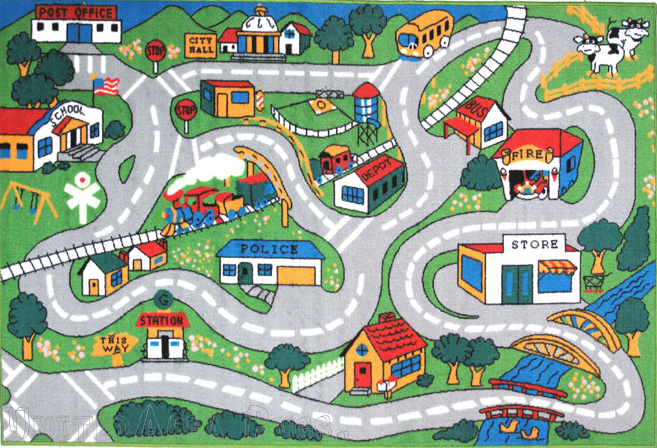 POST OFFICE
STOP
CITY
HALL
SCHOOL
STOP
BUS
DEPOT
FIRE
POLICE
STORE
G
STATION
THIS
WAY